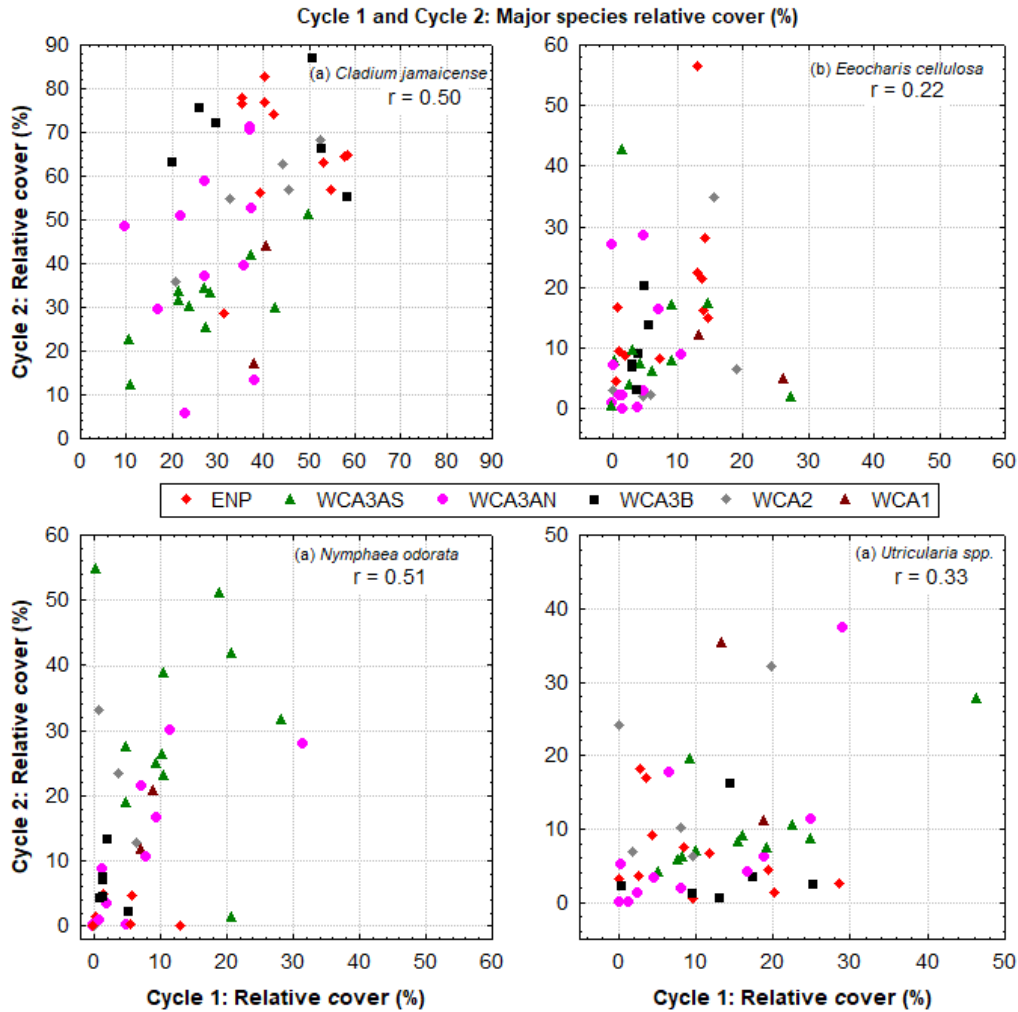 Cycle 1 and Cycle 2: Major species relative cover (%)
90
80
70
60
50
40
30
20
10
0
Cycle 2: Relative cover (%)
(a) Cladium jamaicense
r = 0.50
0 10 20 30 40 50 60 70 80 90
60
50
40
30
20
10
0
(b) Eeocharis cellulosa
r = 0.22
0 10 20 30 40 50 60
ENP WCA3AS WCA3AN WCA3B WCA2 WCA1
60
50
40
30
20
10
0
Cycle 2: Relative cover (%)
(a) Nymphaea odorata
r = 0.51
0 10 20 30 40 50 60
Cycle 1: Relative cover (%)
50
40
30
20
10
0
(a) Utricularia spp.
r = 0.33
0 10 20 30 40 50
Cycle 1: Relative cover (%)